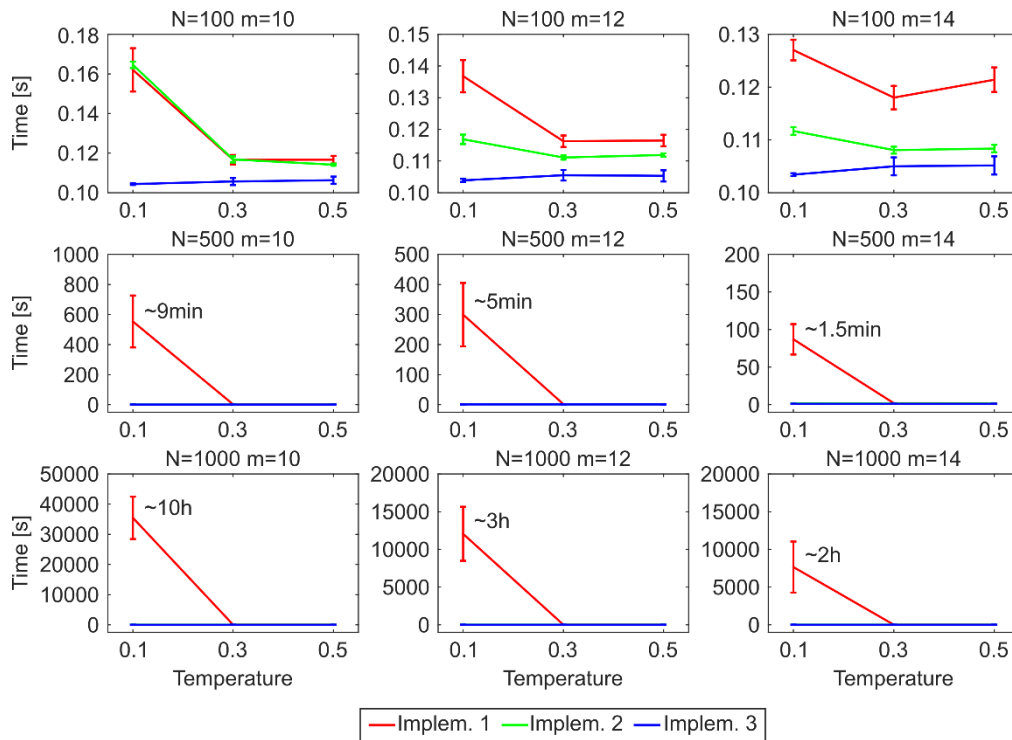 N=100 m=10 N=100 m=12 N=100 m=14
Time [s]
0.18 0.15 0.13
0.16 0.14 0.12
0.14 0.13 0.11
0.12 0.12 0.10
0.10 0.11
0.10
0.1 0.3 0.5 0.1 0.3 0.5 0.1 0.3 0.5
N=500 m=10 N=500 m=12 N=500 m=14
Time [s]
1000 500 200
800 400 150
600 300 100
400 200 50
200 100 0
0 0
~9min ~5min ~1.5min
0.1 0.3 0.5 0.1 0.3 0.5 0.1 0.3 0.5
N=1000 m=10 N=1000 m=12 N=1000 m=14
Time [s]
50000 20000 20000
40000 15000 15000
30000 10000 10000
20000 5000 5000
10000 0 0
0
~10h ~3h ~2h
0.1 0.3 0.5 0.1 0.3 0.5 0.1 0.3 0.5
Temperature Temperature Temperature
Implem. 1 Implem. 2 Implem. 3